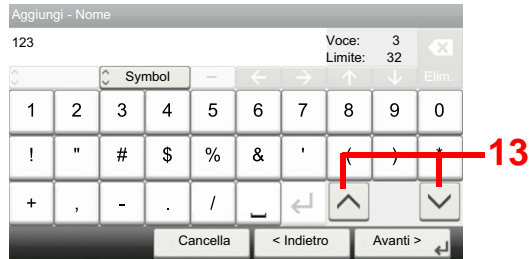 Aggiungi - Nome
123
Voce: 3
Limite: 32
Symbol
Elim.
1 2 3 4 5 6 7 8 9 0
! " # $ % & ' ( ) *
13
+ , - . / _
Cancella < Indietro Avanti >